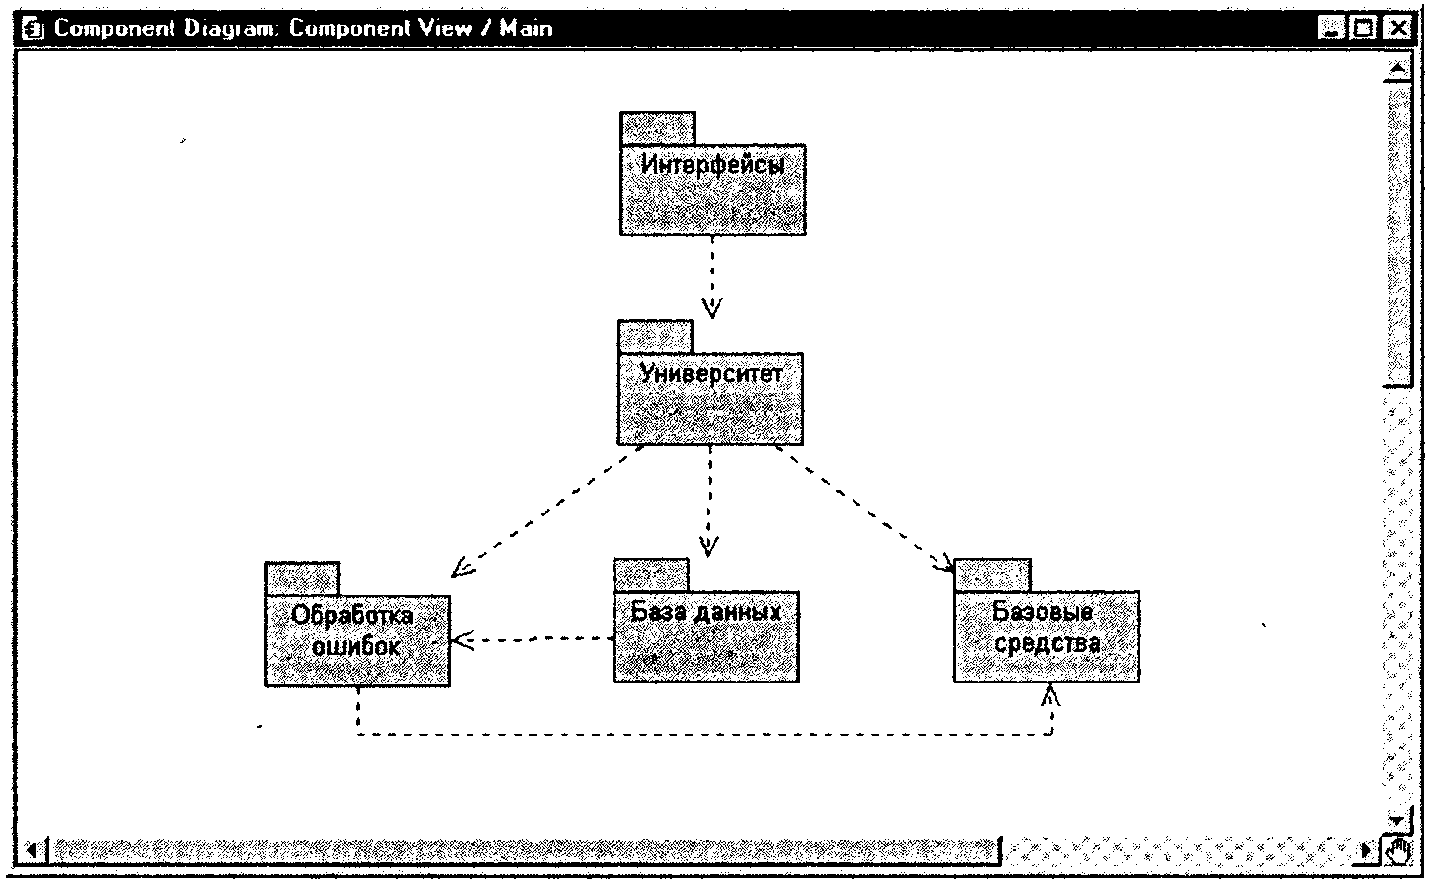 Component Diagram: Component View / Main
Интерфейсы
Университет
Обработка
ошибок
База данных
Базовые
средства